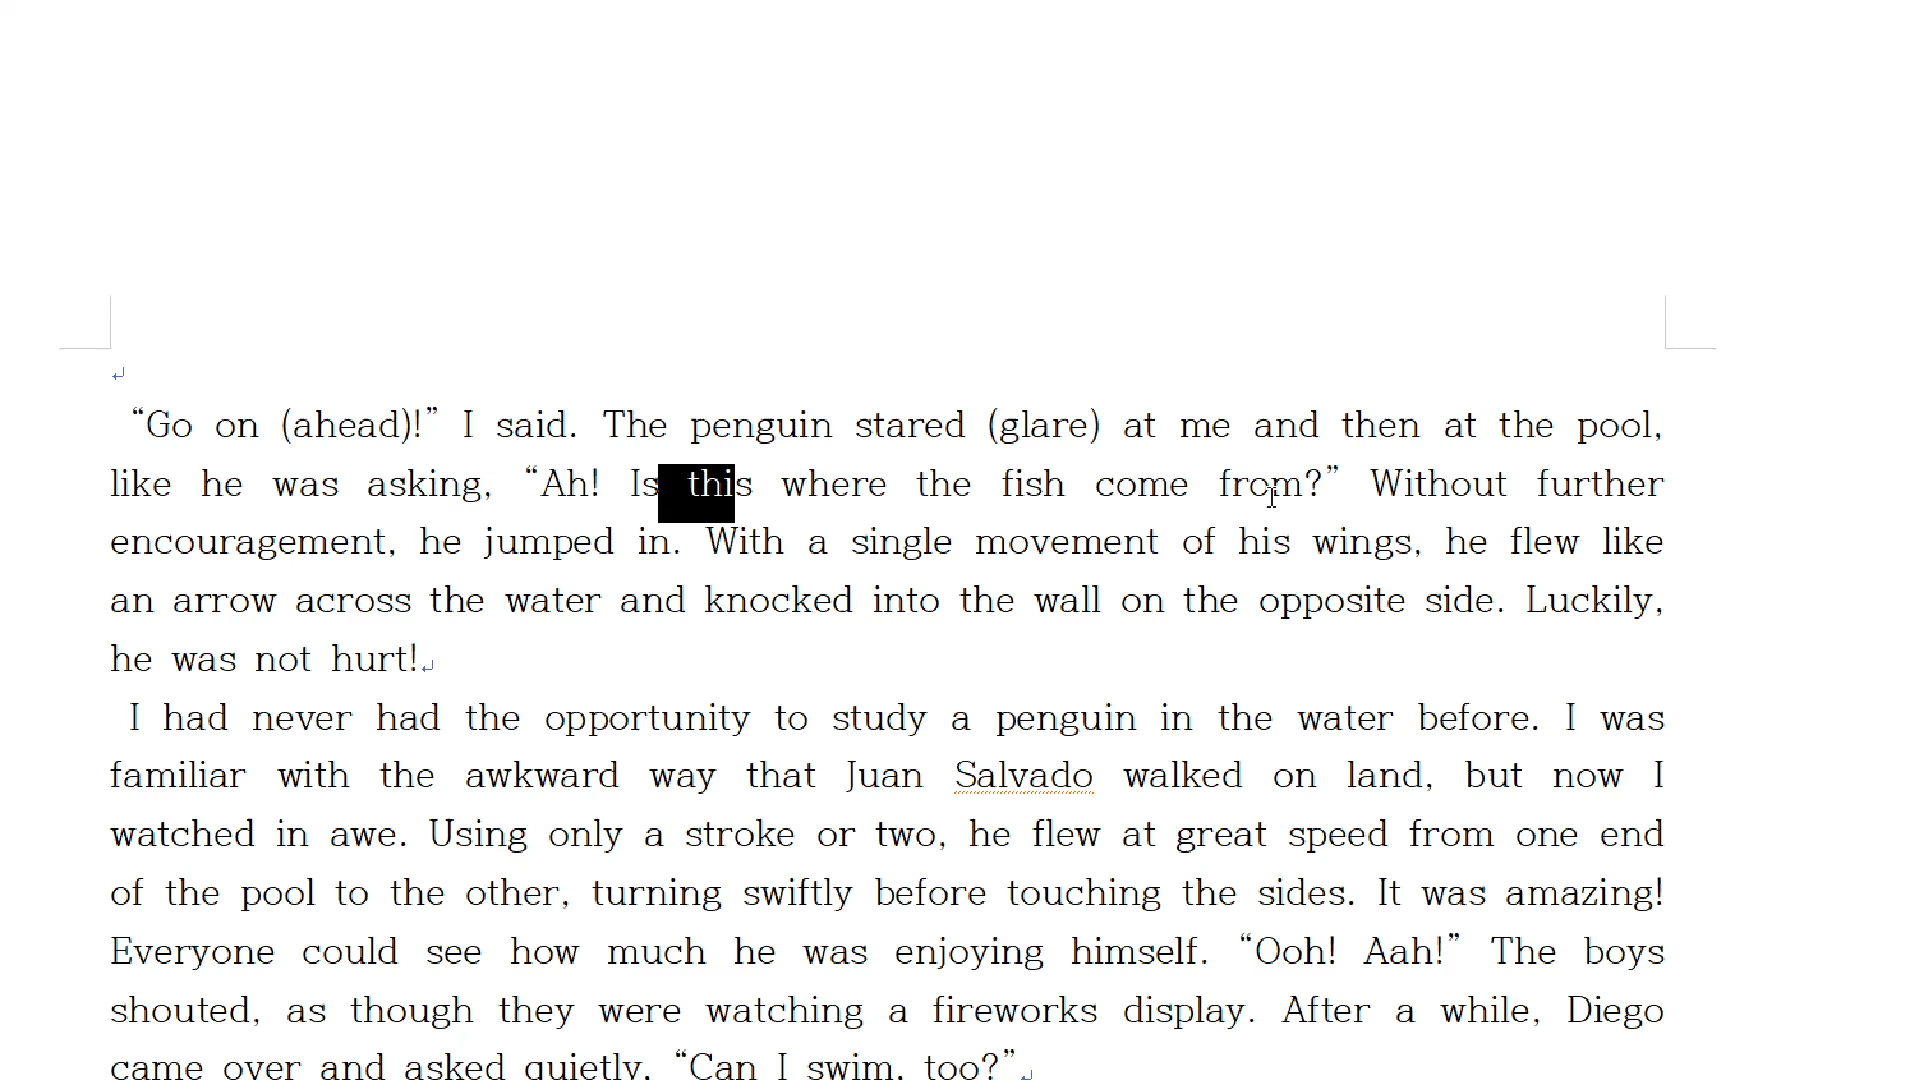 “Go on (ahead)!” I said. The penguin stared (glare) at me and then at the pool,
like he was asking, “Ah! Is this where the fish come from?” Without further
encouragement, he jumped in. With a single movement of his wings, he flew like
an arrow across the water and knocked into the wall on the opposite side. Luckily,
he was not hurt!
I had never had the opportunity to study a penguin in the water before. I was
familiar with the awkward way that Juan Salvado walked on land, but now I
watched in awe. Using only a stroke or two, he flew at great speed from one end
of the pool to the other, turning swiftly before touching the sides. It was amazing!
Everyone could see how much he was enjoying himself. “Ooh! Aah!” The boys
shouted, as though they were watching a fireworks display. After a while, Diego
came over and asked quietly, “Can I swim, too?”